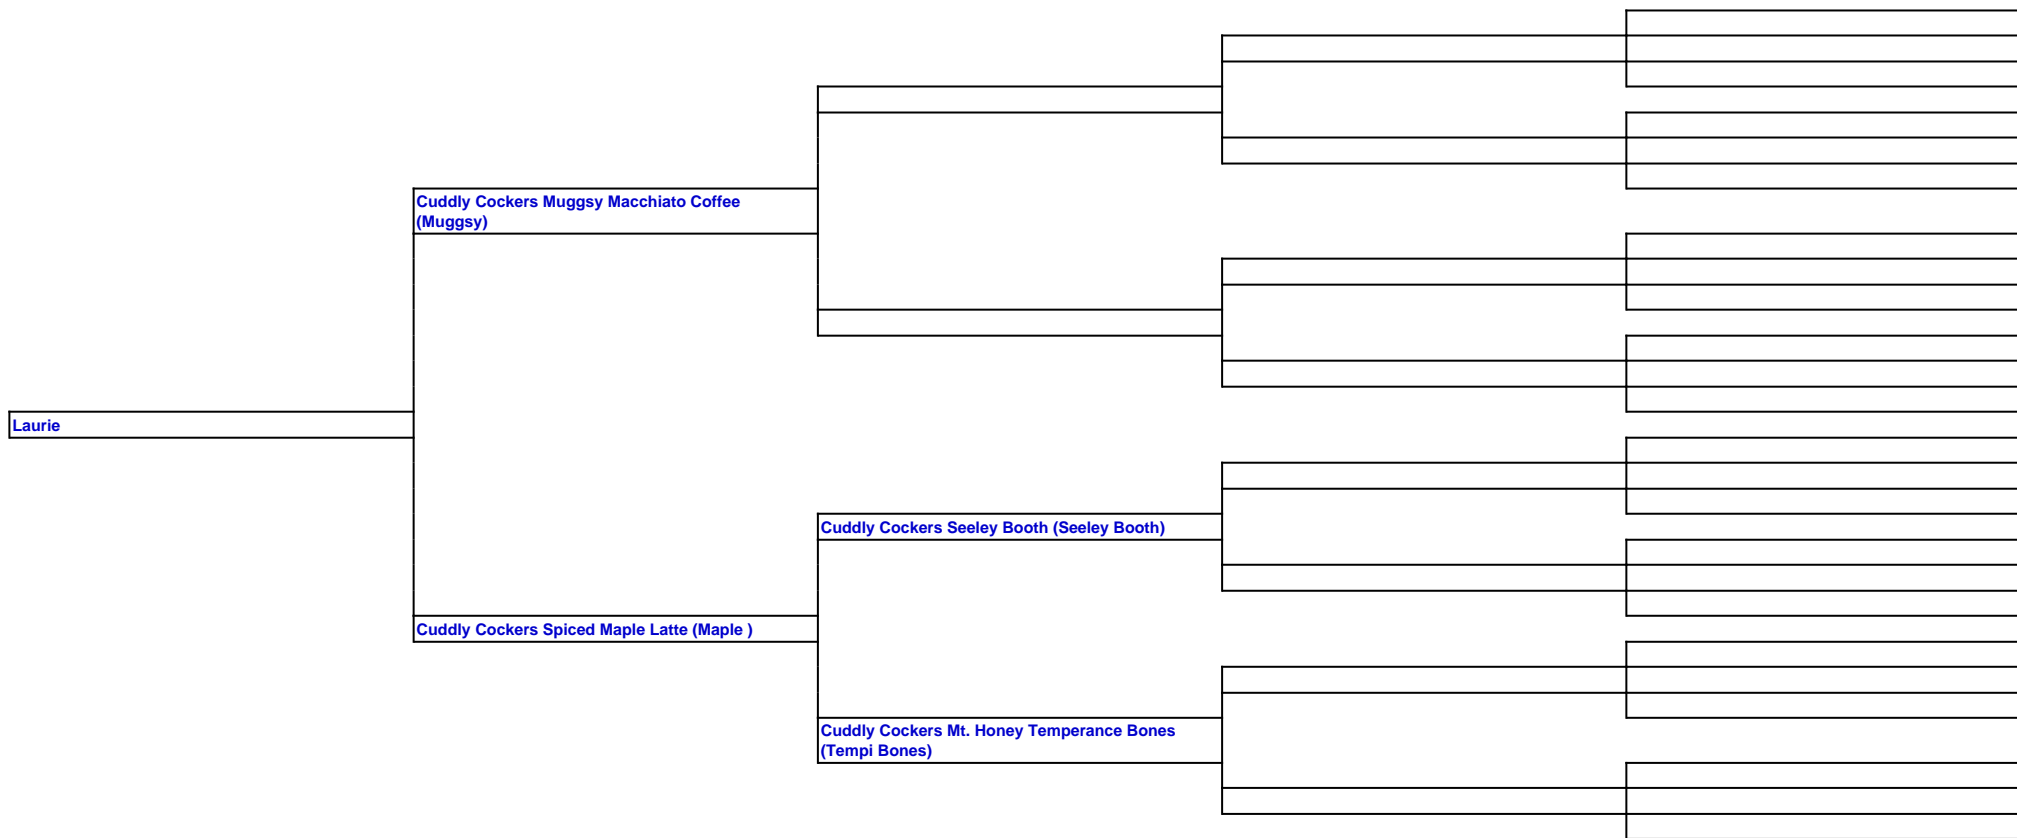 Cuddly Cockers Muggsy Macchiato Coffee
(Muggsy)
Laurie
Cuddly Cockers Seeley Booth (Seeley Booth)
Cuddly Cockers Spiced Maple Latte (Maple )
Cuddly Cockers Mt. Honey Temperance Bones
(Tempi Bones)